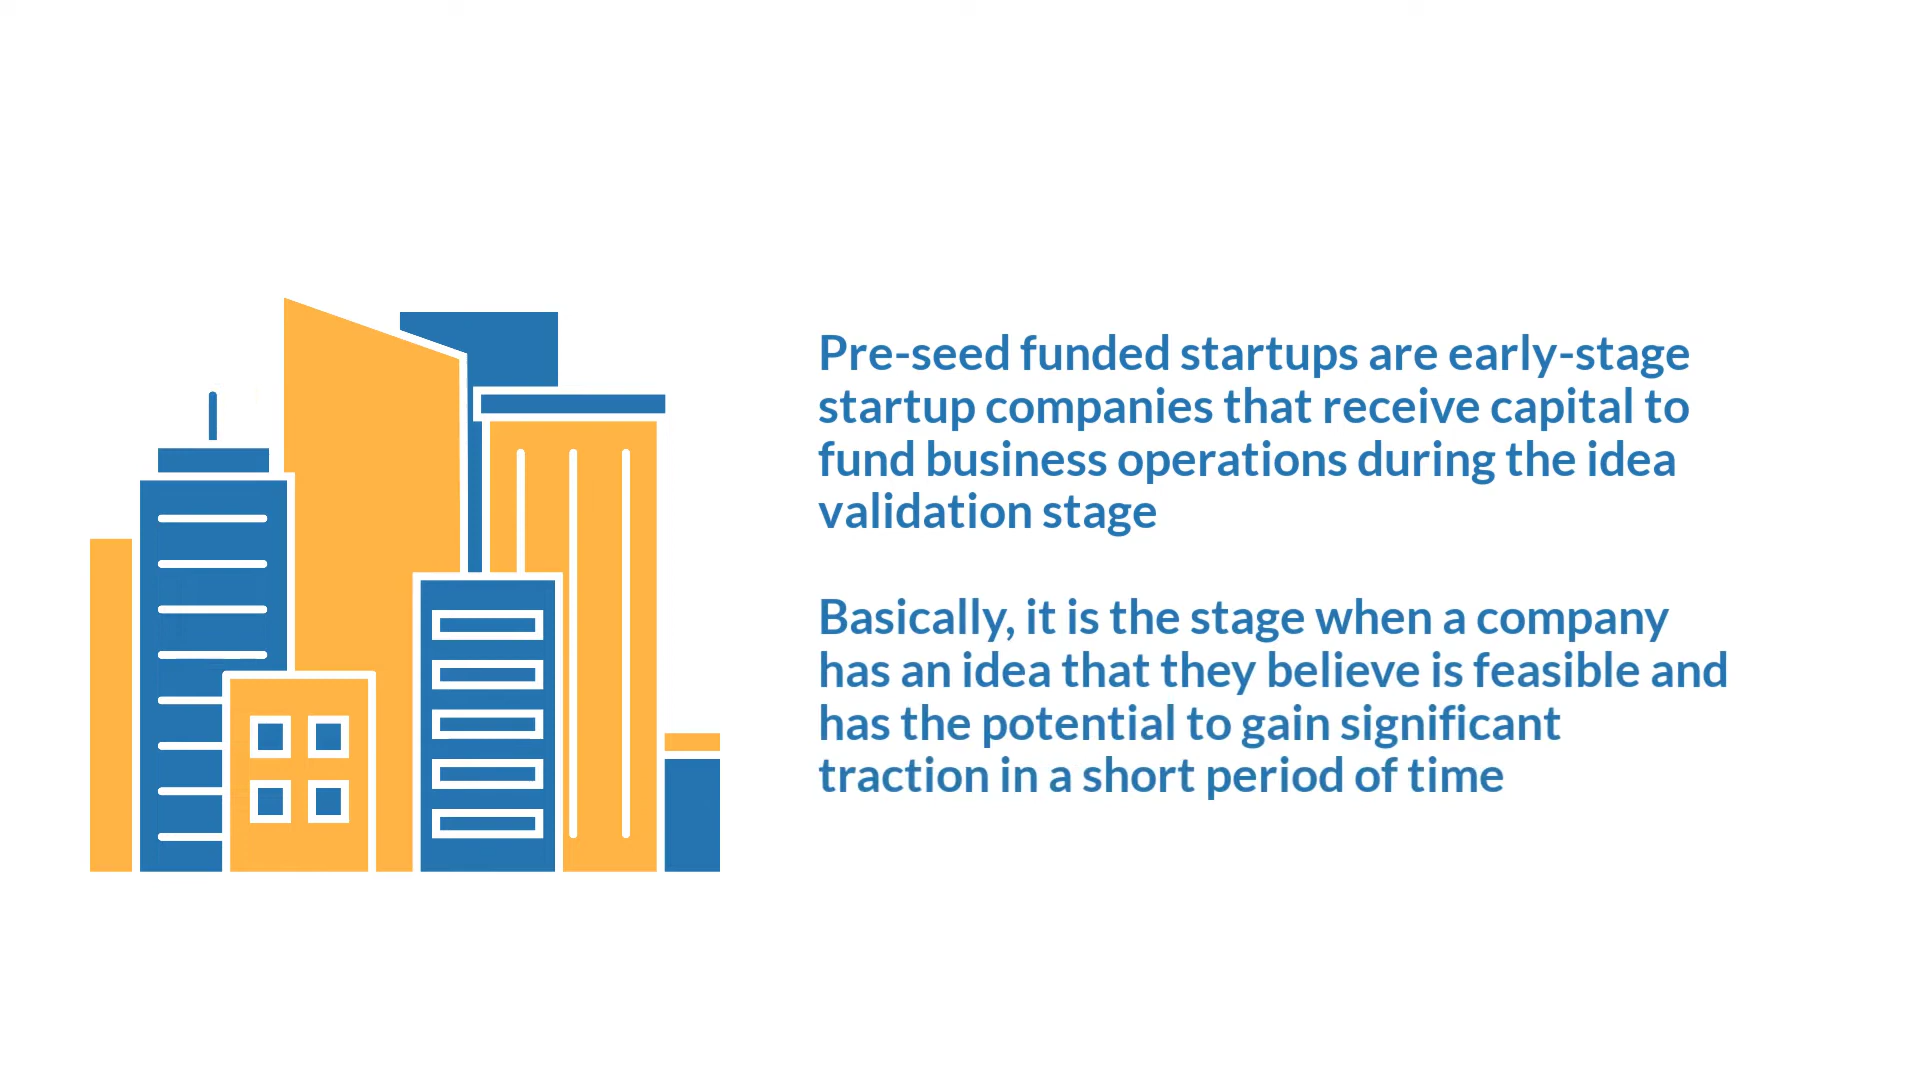 Pre-seed funded startups are early-stage
startup companies that receive capital to
fund business operations during the idea
validation stage
Basically, it is the stage when a company
has an idea that they believe is feasible and
has the potential to gain significant
traction in a short period of time